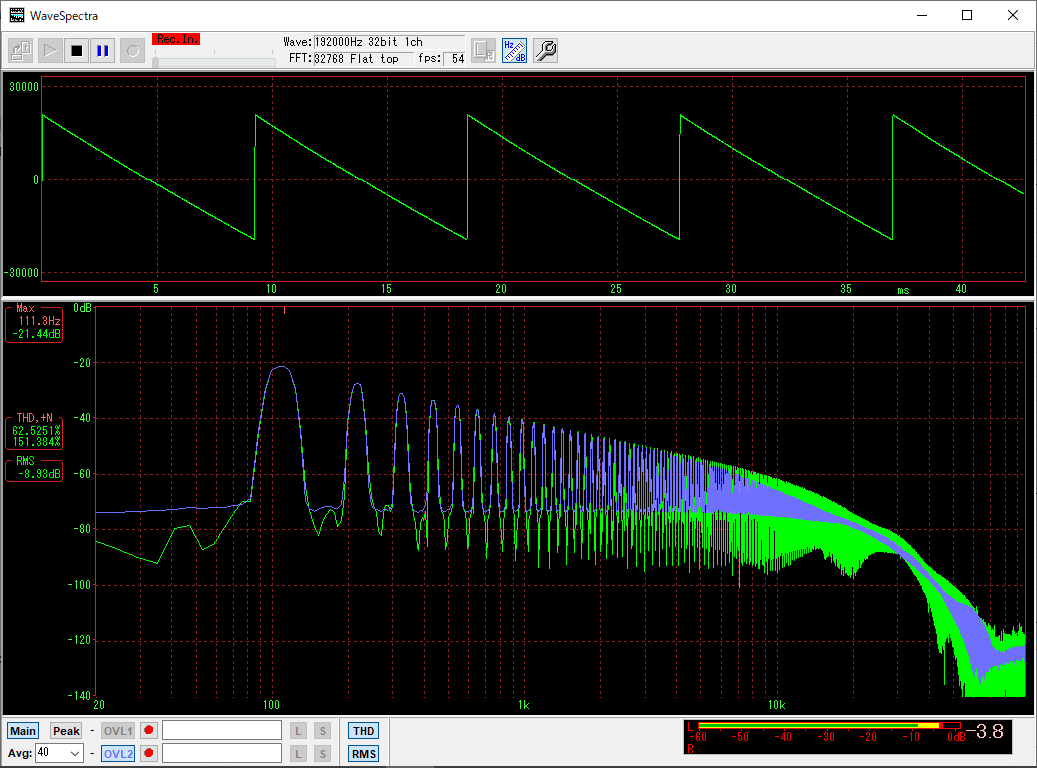 WaveSpectra
Rec.In.
Wave:192000Hz 32bit 1ch
FFT:32768 Flat top fps: 54
Hz
dB
30000
0
-30000
5 10 15 20 25 30 35 ms 40
Max
111.3Hz
-21.44dB
THD,+N
62.5251%
151.384%
RMS
-8.93dB
0dB
-20
-40
-60
-80
-100
-120
-140
20 100 1k 10k
Main Peak - OVL1 L S THD
Avg: 40 - OVL2 L S RMS
L
-60 -50 -40 -30 -20 -10 0dB
R
-3.8